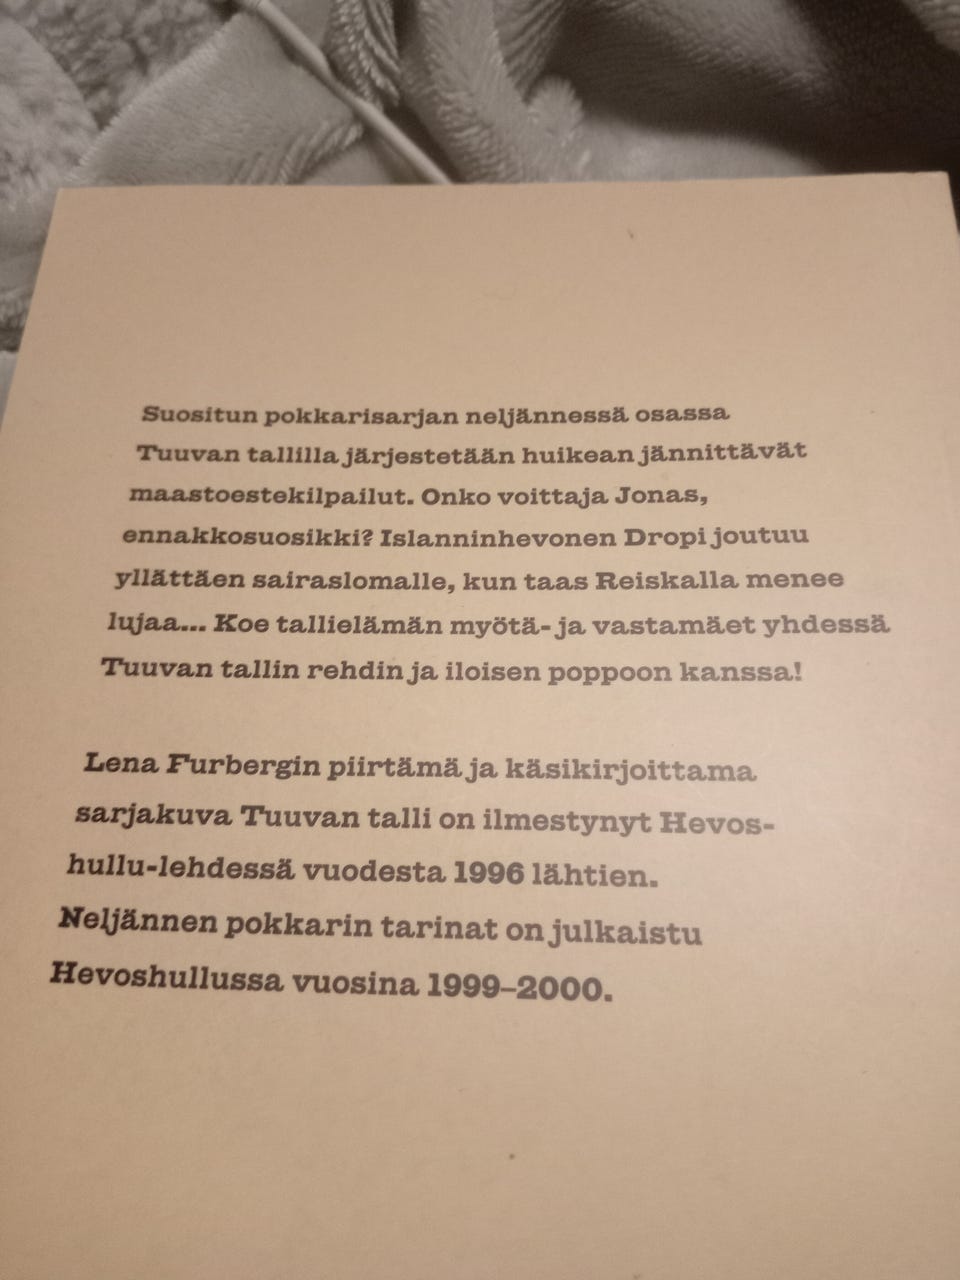 Suositun pokkarisarjan neljännessä osassa
Tuuvan tallilla järjestetään huikean jännittävät
maastoestekilpailut. Onko voittaja Jonas,
ennakkosuosikki? Islanninhevonen Dropi joutuu
yllättäen sairaslomalle, kun taas Reiskalla menee
lujaa... Koe tallielämän myötä- ja vastamäet yhdessä
Tuuvan tallin rehdin ja iloisen poppoon kanssa!
Lena Furbergin piirtämä ja käsikirjoittama
sarjakuva Tuuvan talli on ilmestynyt Hevos-
hullu-lehdessä vuodesta 1996 lähtien.
Neljännen pokkarin tarinat on julkaistu
Hevoshullussa vuosina 1999–2000.